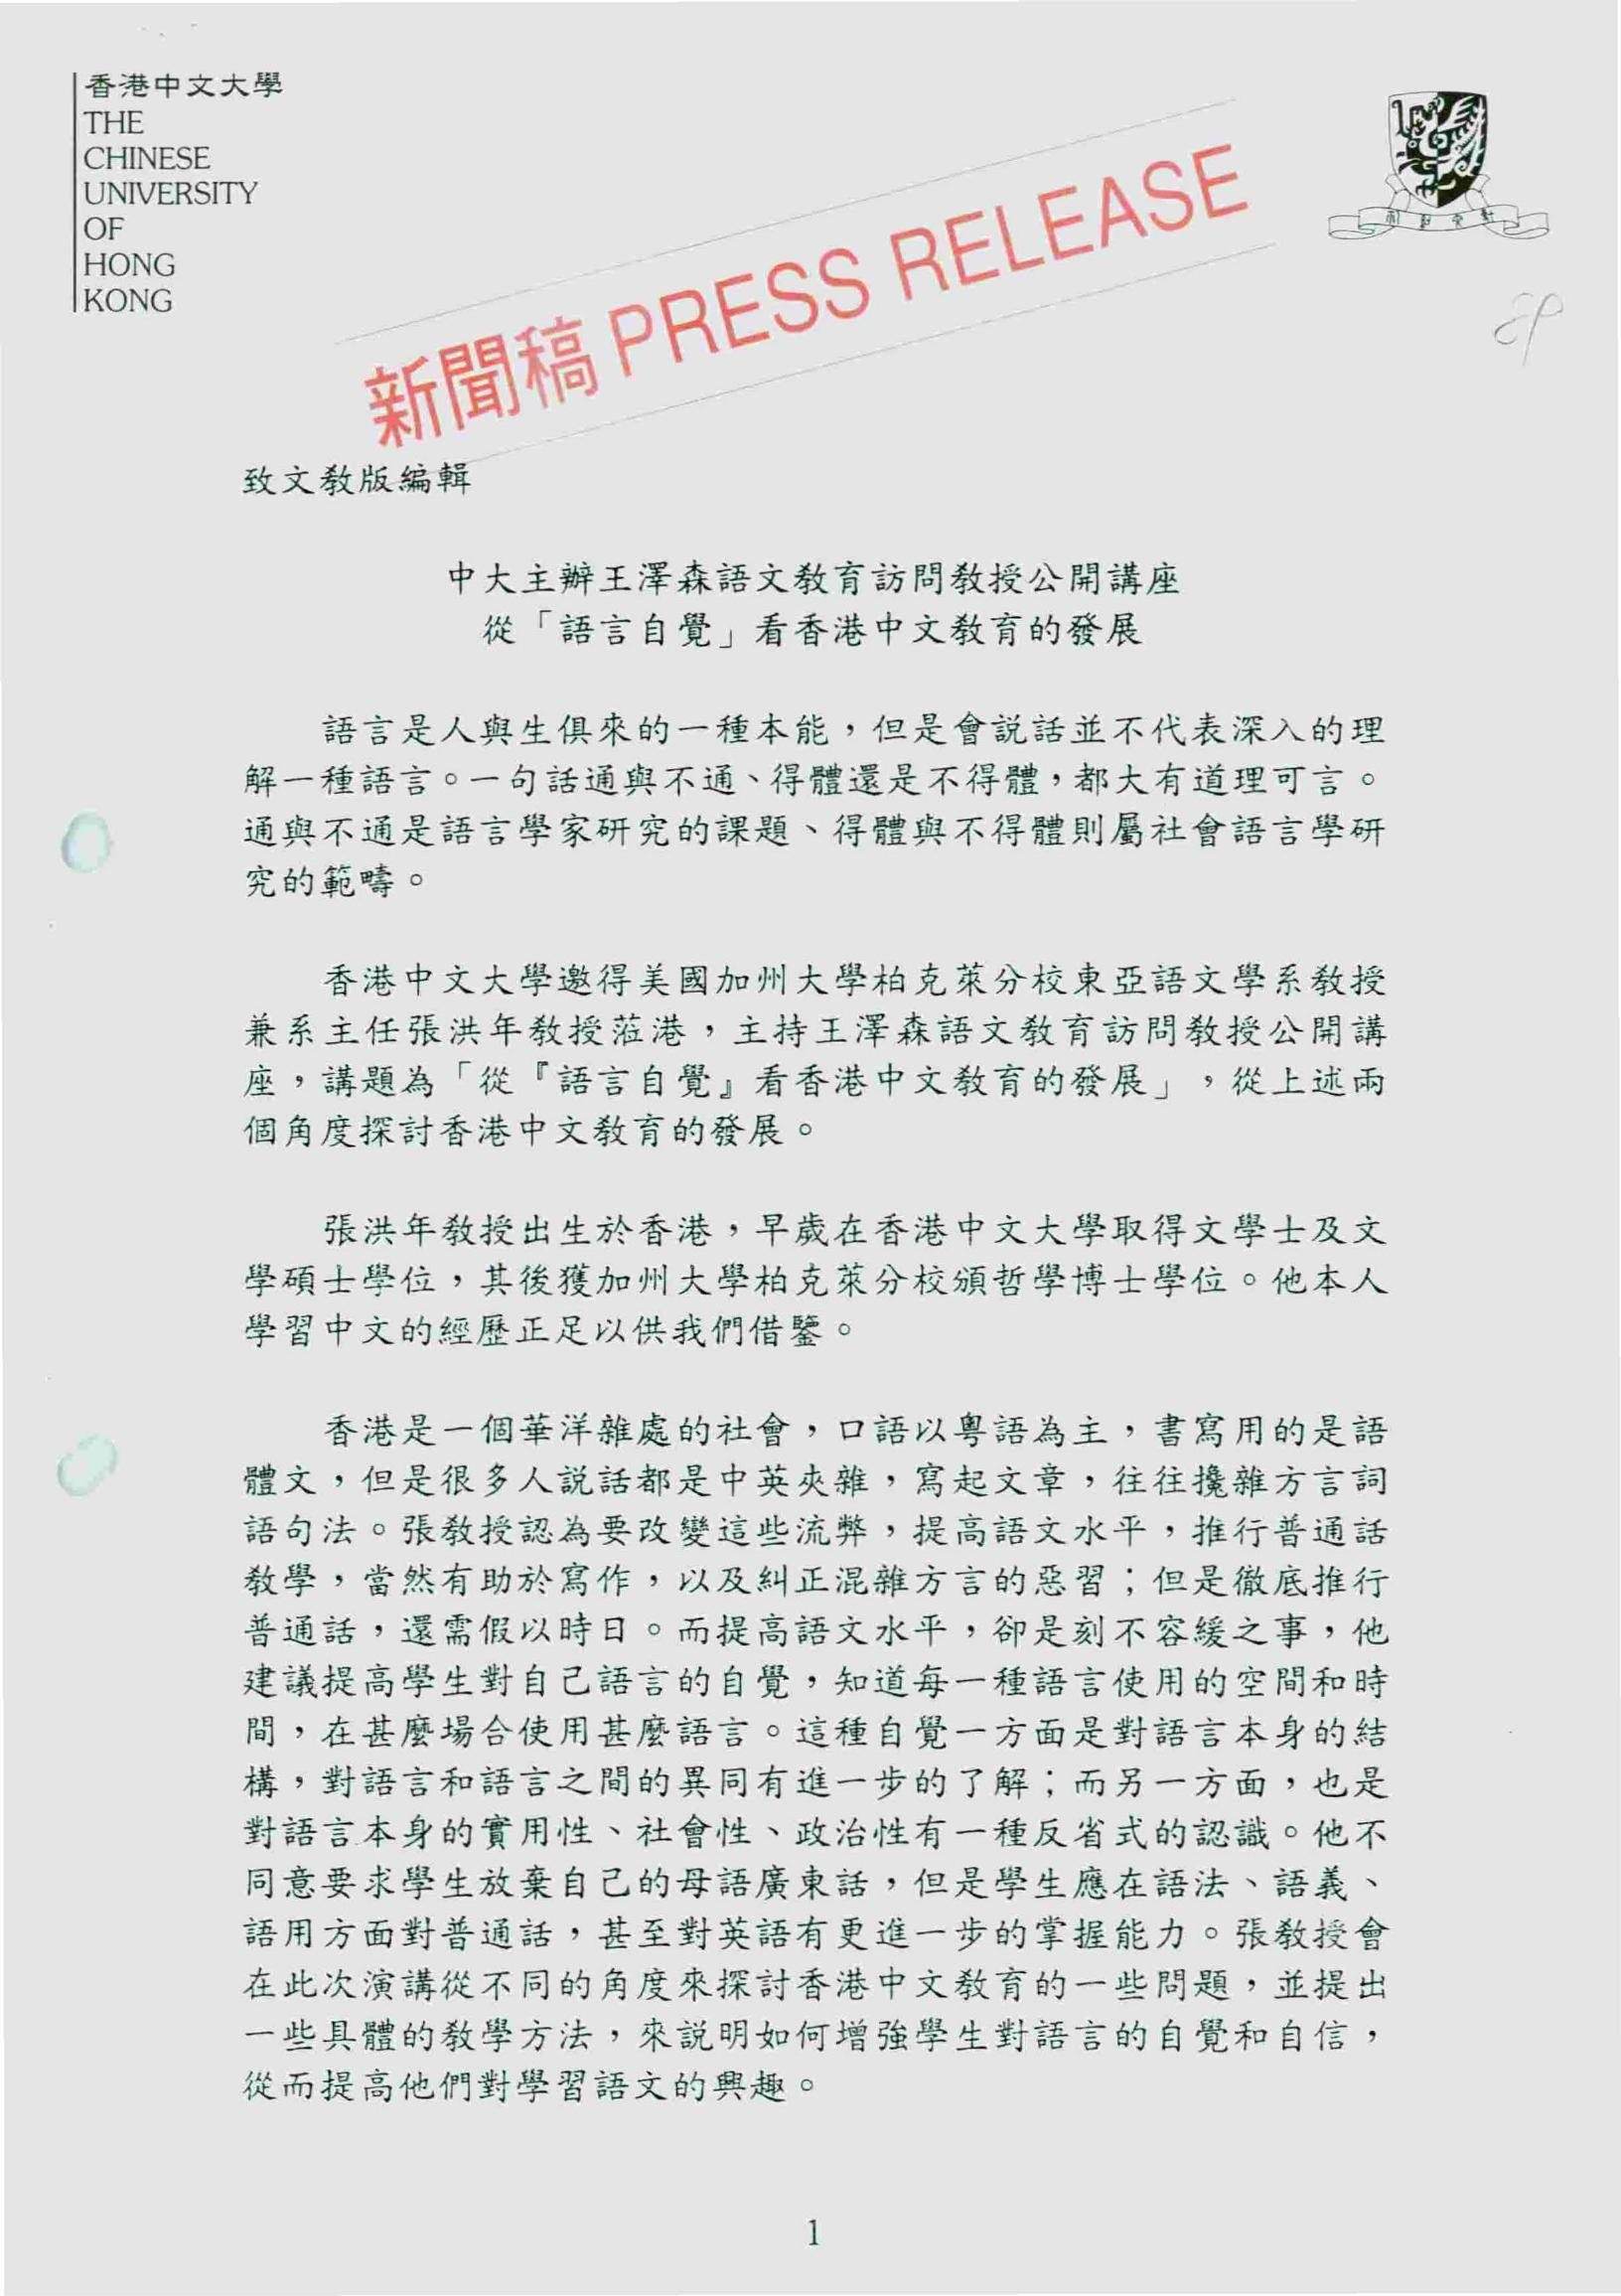 香港中文大學
THE
CHINESE
UNIVERSITY
OF
HONG
KONG
新聞稿 PRESS RELEASE
致文教版編輯
中大主辦王澤森語文教育訪問教授公開講座
從「語言自覺」看香港中文教育的發展
語言是人與生俱來的一種本能，但是會説話並不代表深入的理
解一種語言。一句話通與不通、得體還是不得體，都大有道理可言。
通與不通是語言學家研究的課題、得體與不得體則屬社會語言學研
究的範疇。
香港中文大學邀得美國加州大學柏克萊分校東亞語文學系教授
兼系主任張洪年教授蒞港，主持王澤森語文教育訪問教授公開講
座，講題為「從『語言自覺』看香港中文教育的發展」，從上述兩
個角度探討香港中文教育的發展。
張洪年教授出生於香港，早歲在香港中文大學取得文學士及文
學碩士學位，其後獲加州大學柏克萊分校頒哲學博士學位。他本人
學習中文的經歷正足以供我們借鑒。
香港是一個華洋雜處的社會，口語以粵語為主，書寫用的是語
體文，但是很多人説話都是中英夾雜，寫起文章，往往攙雜方言詞
語句法。張教授認為要改變這些流弊，提高語文水平，推行普通話
教學，當然有助於寫作，以及糾正混雜方言的惡習；但是徹底推行
普通話，還需假以時日。而提高語文水平，卻是刻不容緩之事，他
建議提高學生對自己語言的自覺，知道每一種語言使用的空間和時
間，在甚麼場合使用甚麼語言。這種自覺一方面是對語言本身的結
構，對語言和語言之間的異同有進一步的了解；而另一方面，也是
對語言本身的實用性、社會性、政治性有一種反省式的認識。他不
同意要求學生放棄自己的母語廣東話，但是學生應在語法、語義、
語用方面對普通話，甚至對英語有更進一步的掌握能力。張教授會
在此次演講從不同的角度來探討香港中文教育的一些問題，並提出
一些具體的教學方法，來説明如何增強學生對語言的自覺和自信，
從而提高他們對學習語文的興趣。
1